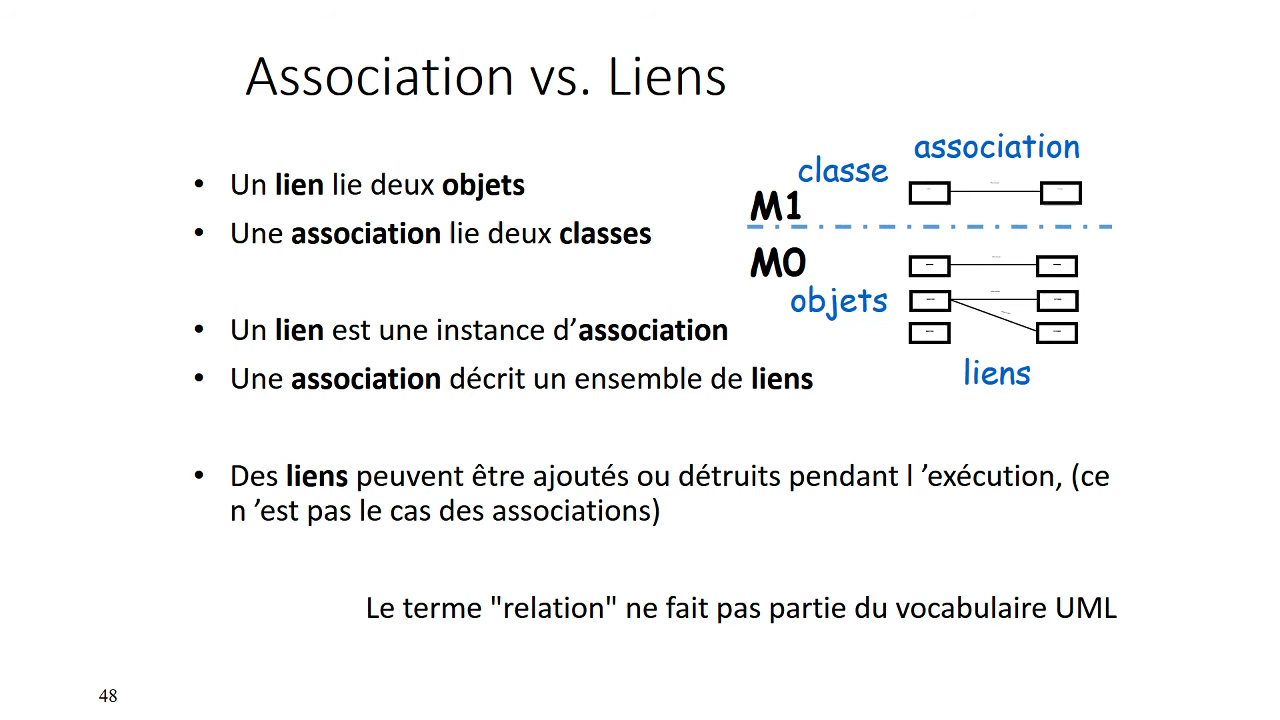 Association vs. Liens
• Un lien lie deux objets
• Une association lie deux classes
• Un lien est une instance d’association
• Une association décrit un ensemble de liens
• Des liens peuvent être ajoutés ou détruits pendant l ’exécution, (ce
n ’est pas le cas des associations)
Le terme "relation" ne fait pas partie du vocabulaire UML
association
classe
M1
M0
objets
liens
48